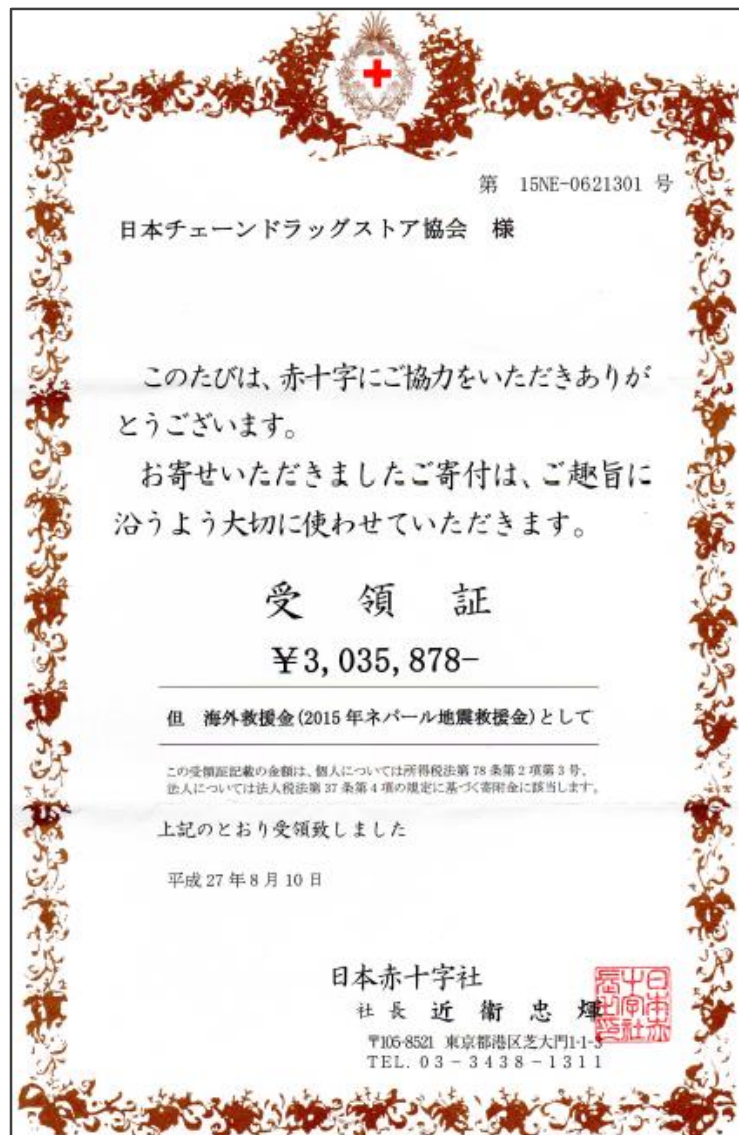 第 15NE-0621301 号
日本チェーンドラッグストア協会 様
このたびは、赤十字にご協力をいただきありが
とうございます。
お寄せいただきましたご寄付は、ご趣旨に
沿うよう大切に使わせていただきます。
受 領 証
¥3,035,878-
但 海外救援金(2015年ネパール地震救援金)として
この受領証記載の金額は、個人については所得税法第78条第2項第3号、
法人については法人税法第37条第4項の規定に基づく寄附金に該当します。
上記のとおり受領致しました
平成27年8月10日
日本赤十字社
社長 近衞忠煇
〒105-8521 東京都港区芝大門1-1-3
TEL.03-3438-1311
日本赤
十字社
長之印